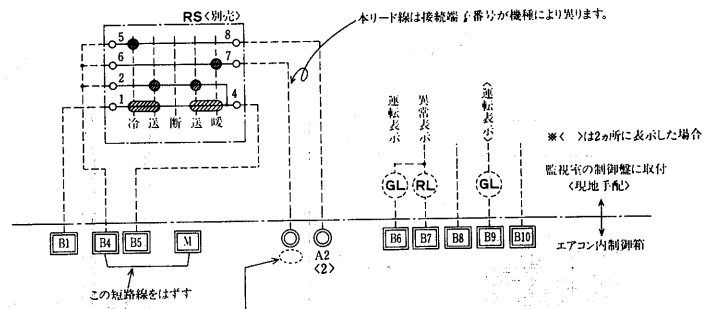 RS〈別売〉
本リード線は接続端子番号が機種により異ります。
5
8
6
7
2
1
4
冷 送 断 送 暖
運転表示
異常表示
〈運転表示〉
※〈 〉は2ヵ所に表示した場合
GL
RL
GL
監視室の制御盤に取付
〈現地手配〉
B1
B4
B5
M
A2
〈2〉
B6
B7
B8
B9
B10
エアコン内制御箱
この短絡線をはずす